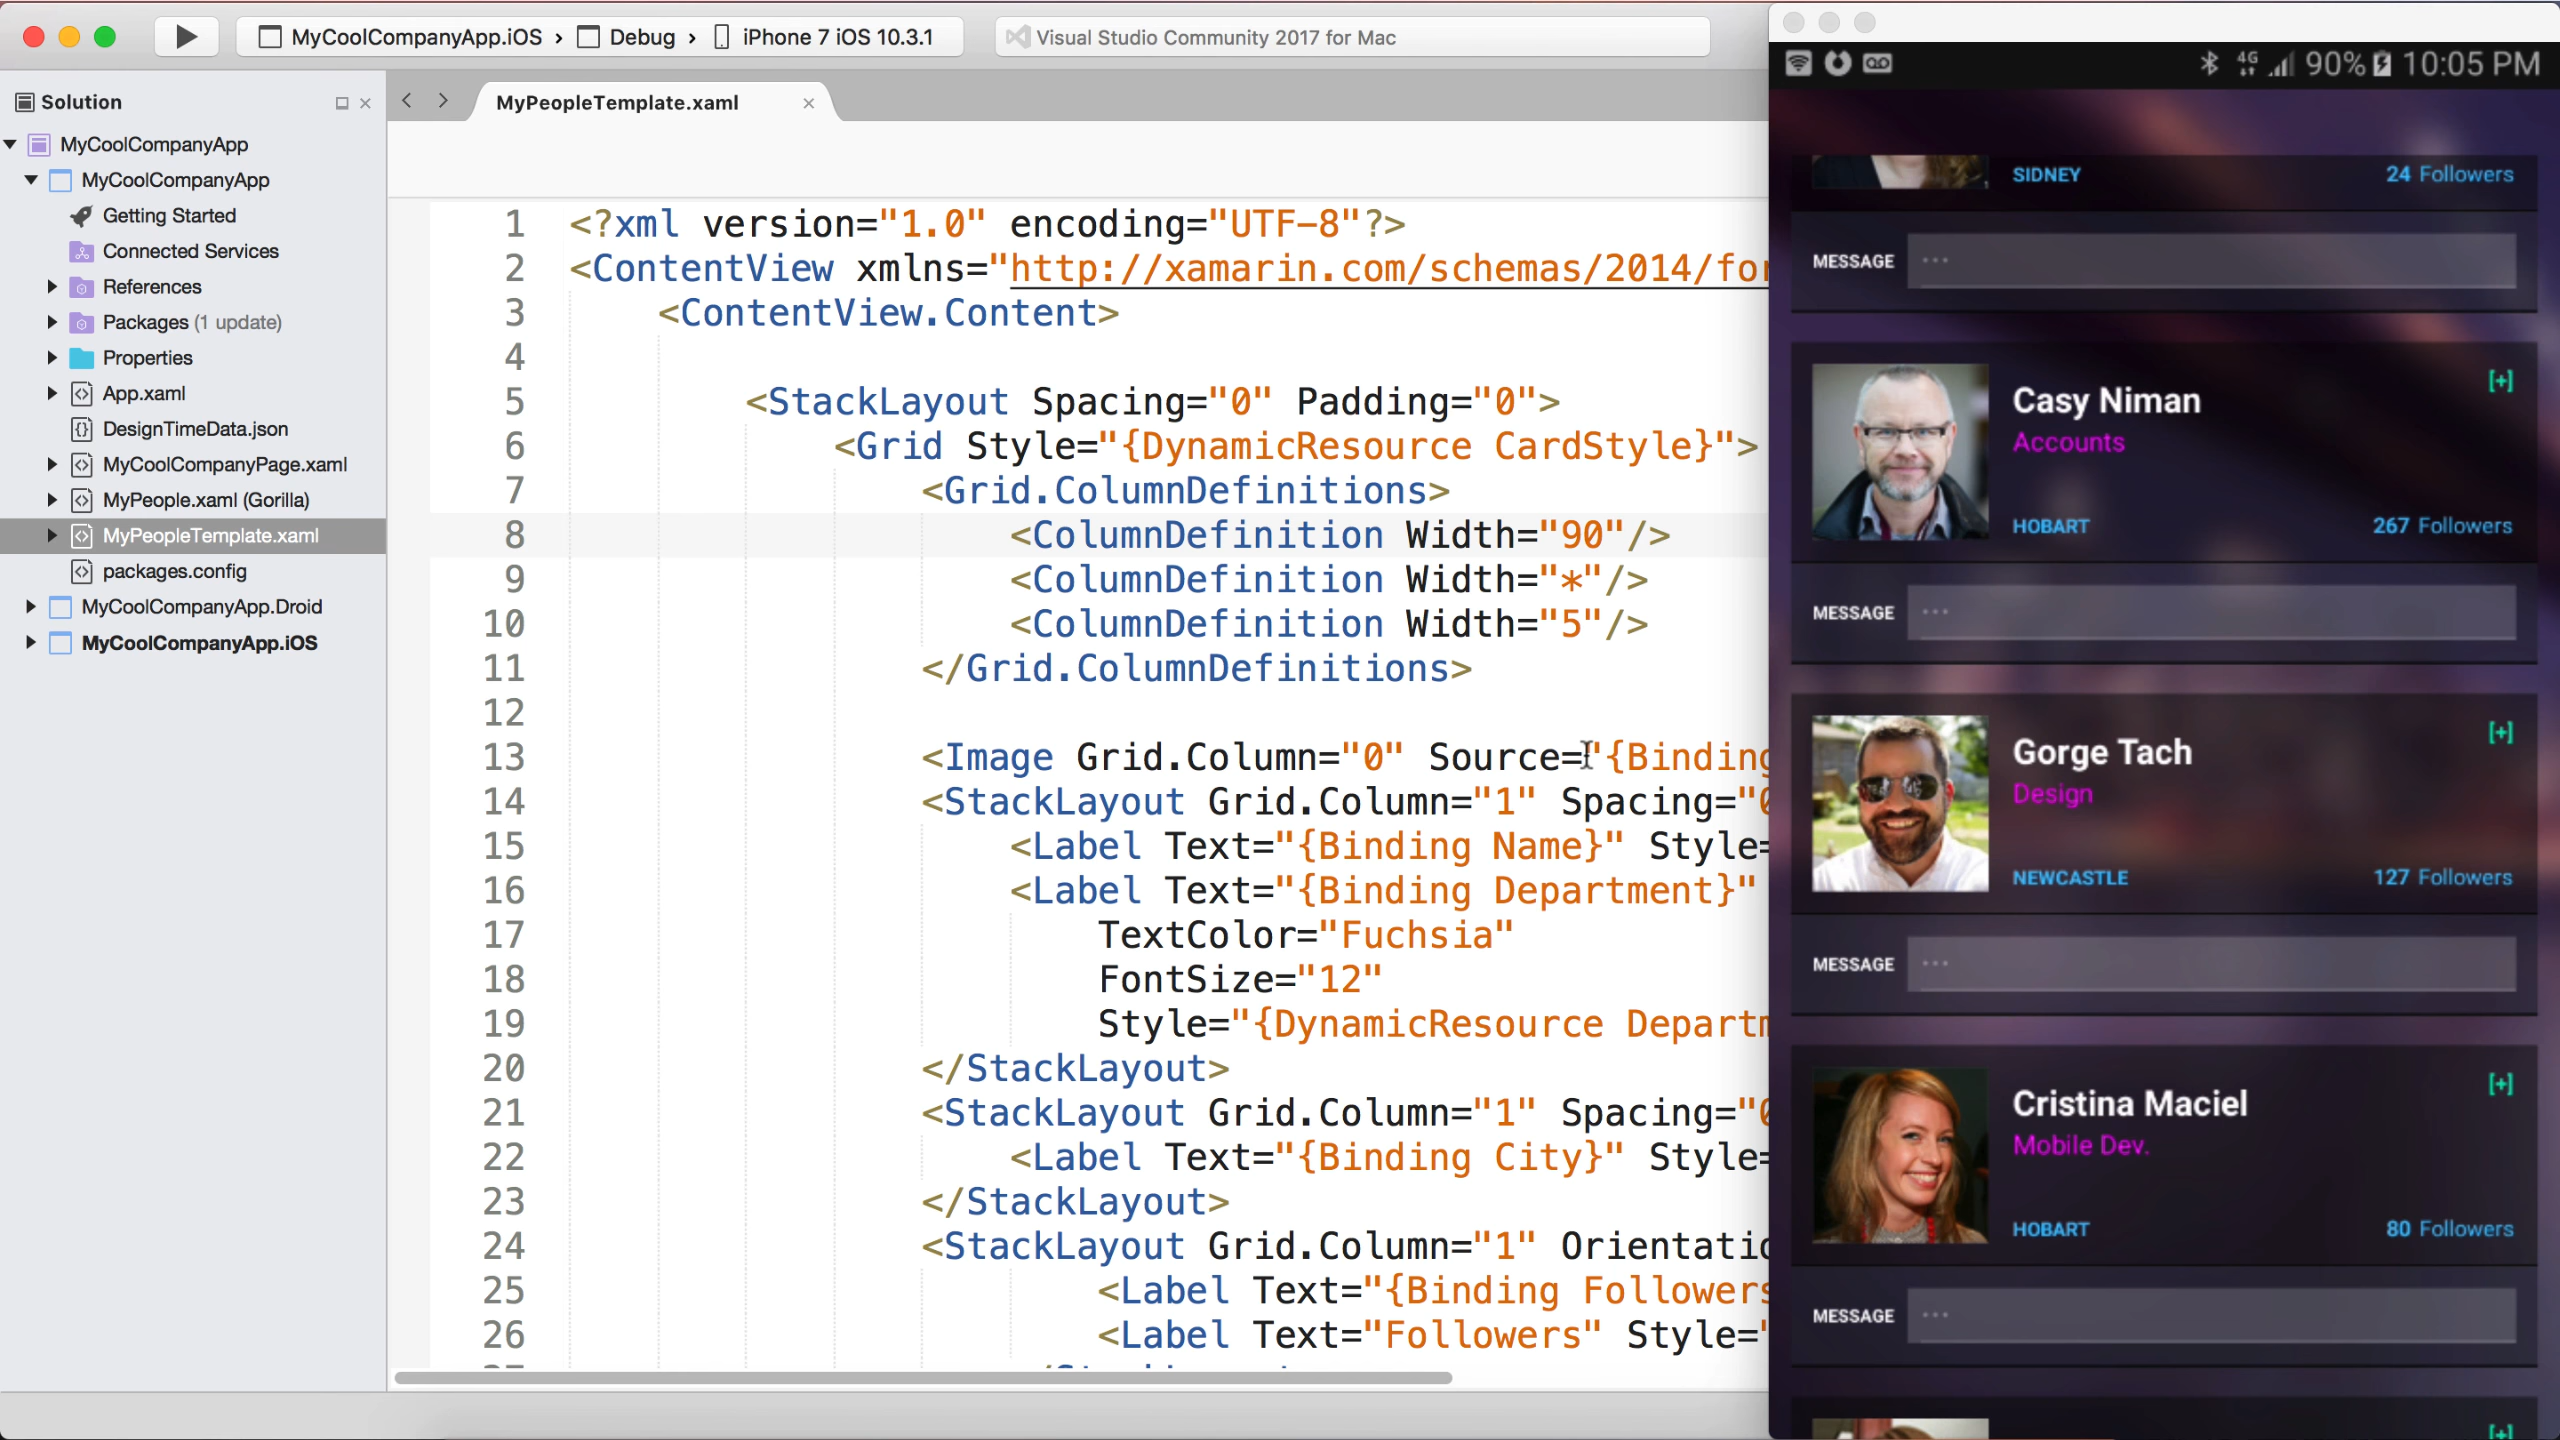 MyCoolCompanyApp.iOS › Debug › iPhone 7 iOS 10.3.1
Visual Studio Community 2017 for Mac
Solution
MyCoolCompanyApp
MyCoolCompanyApp
Getting Started
Connected Services
References
Packages (1 update)
Properties
App.xaml
DesignTimeData.json
MyCoolCompanyPage.xaml
MyPeople.xaml (Gorilla)
MyPeopleTemplate.xaml
packages.config
MyCoolCompanyApp.Droid
MyCoolCompanyApp.iOS
MyPeopleTemplate.xaml
1 <?xml version="1.0" encoding="UTF-8"?>
2 <ContentView xmlns="http://xamarin.com/schemas/2014/for
3 <ContentView.Content>
4
5 <StackLayout Spacing="0" Padding="0">
6 <Grid Style="{DynamicResource CardStyle}">
7 <Grid.ColumnDefinitions>
8 <ColumnDefinition Width="90"/>
9 <ColumnDefinition Width="*"/>
10 <ColumnDefinition Width="5"/>
11 </Grid.ColumnDefinitions>
12
13 <Image Grid.Column="0" Source="{Binding
14 <StackLayout Grid.Column="1" Spacing="0
15 <Label Text="{Binding Name}" Style=
16 <Label Text="{Binding Department}"
17 TextColor="Fuchsia"
18 FontSize="12"
19 Style="{DynamicResource Departm
20 </StackLayout>
21 <StackLayout Grid.Column="1" Spacing="0
22 <Label Text="{Binding City}" Style=
23 </StackLayout>
24 <StackLayout Grid.Column="1" Orientatio
25 <Label Text="{Binding Followers
26 <Label Text="Followers" Style="
4G 90% 10:05 PM
SIDNEY 24 Followers
MESSAGE ...
[+]
Casy Niman
Accounts
HOBART 267 Followers
MESSAGE ...
[+]
Gorge Tach
Design
NEWCASTLE 127 Followers
MESSAGE ...
[+]
Cristina Maciel
Mobile Dev.
HOBART 80 Followers
MESSAGE ...
[+]